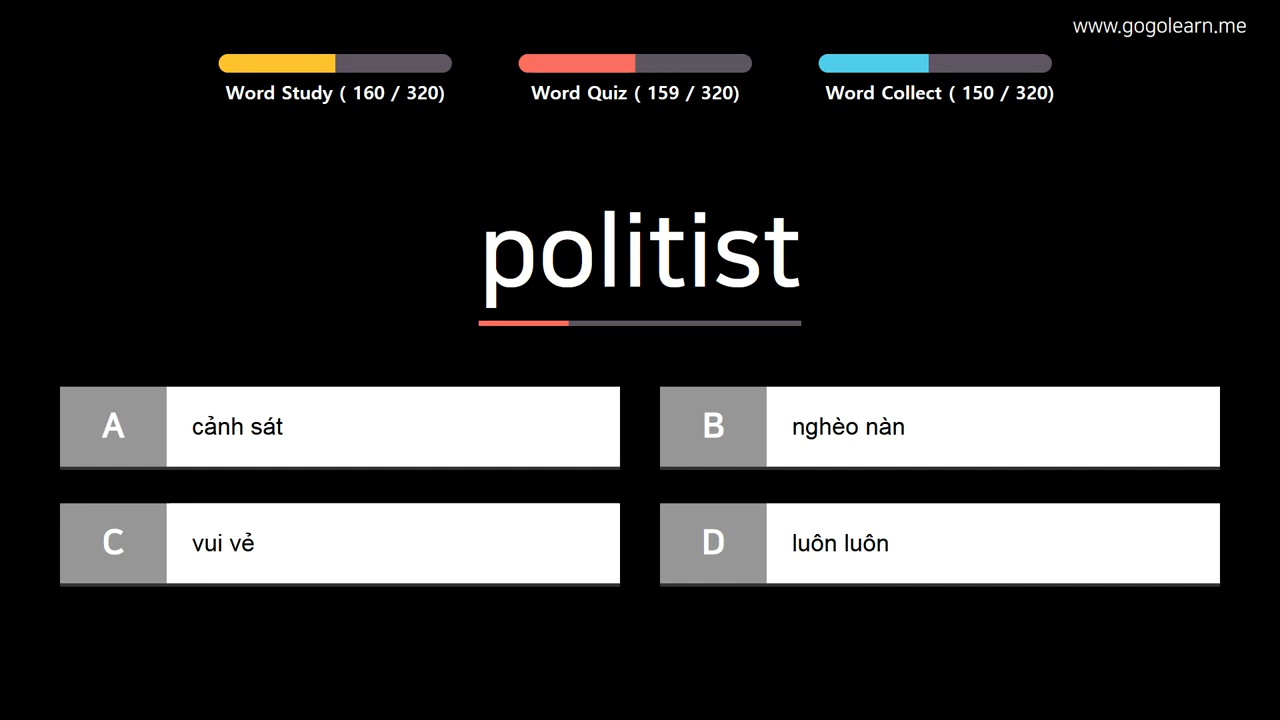 www.gogolearn.me
Word Study ( 160 / 320)
Word Quiz ( 159 / 320)
Word Collect ( 150 / 320)
politist
A cảnh sát
B nghèo nàn
C vui vẻ
D luôn luôn